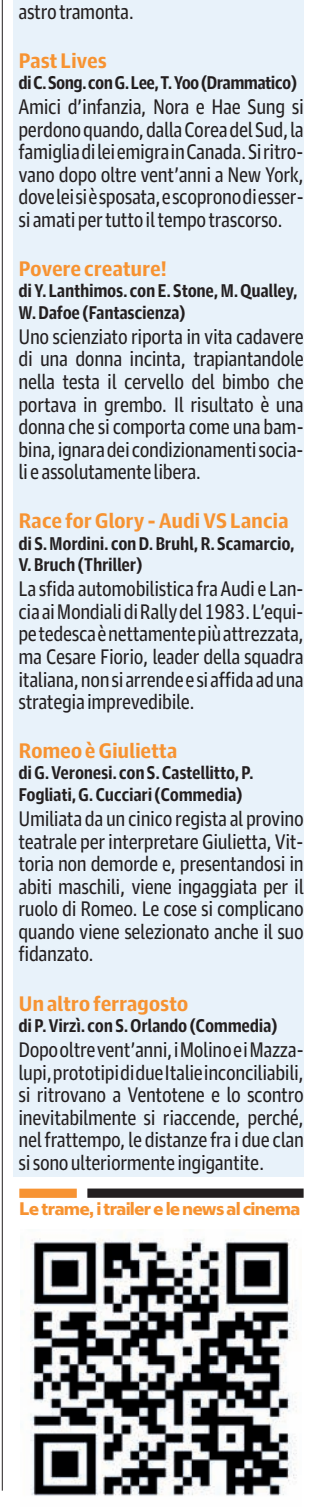 astro tramonta.
Past Lives
di C. Song. con G. Lee, T. Yoo (Drammatico)
Amici d'infanzia, Nora e Hae Sung si
perdono quando, dalla Corea del Sud, la
famiglia di lei emigra in Canada. Si ritro-
vano dopo oltre vent'anni a New York,
dove lei si è sposata, e scoprono di esser-
si amati per tutto il tempo trascorso.
Povere creature!
di Y. Lanthimos. con E. Stone, M. Qualley,
W. Dafoe (Fantascienza)
Uno scienziato riporta in vita cadavere
di una donna incinta, trapiantandole
nella testa il cervello del bimbo che
portava in grembo. Il risultato è una
donna che si comporta come una bam-
bina, ignara dei condizionamenti socia-
li e assolutamente libera.
Race for Glory - Audi VS Lancia
di S. Mordini. con D. Bruhl, R. Scamarcio,
V. Bruch (Thriller)
La sfida automobilistica fra Audi e Lan-
cia ai Mondiali di Rally del 1983. L'equi-
pe tedesca è nettamente più attrezzata,
ma Cesare Fiorio, leader della squadra
italiana, non si arrende e si affida ad una
strategia imprevedibile.
Romeo è Giulietta
di G. Veronesi. con S. Castellitto, P.
Fogliati, G. Cucciari (Commedia)
Umiliata da un cinico regista al provino
teatrale per interpretare Giulietta, Vit-
toria non demorde e, presentandosi in
abiti maschili, viene ingaggiata per il
ruolo di Romeo. Le cose si complicano
quando viene selezionato anche il suo
fidanzato.
Un altro ferragosto
di P. Virzì. con S. Orlando (Commedia)
Dopo oltre vent'anni, i Molino e i Mazza-
lupi, prototipi di due Italie inconciliabili,
si ritrovano a Ventotene e lo scontro
inevitabilmente si riaccende, perché,
nel frattempo, le distanze fra i due clan
si sono ulteriormente ingigantite.
Le trame, i trailer e le news al cinema